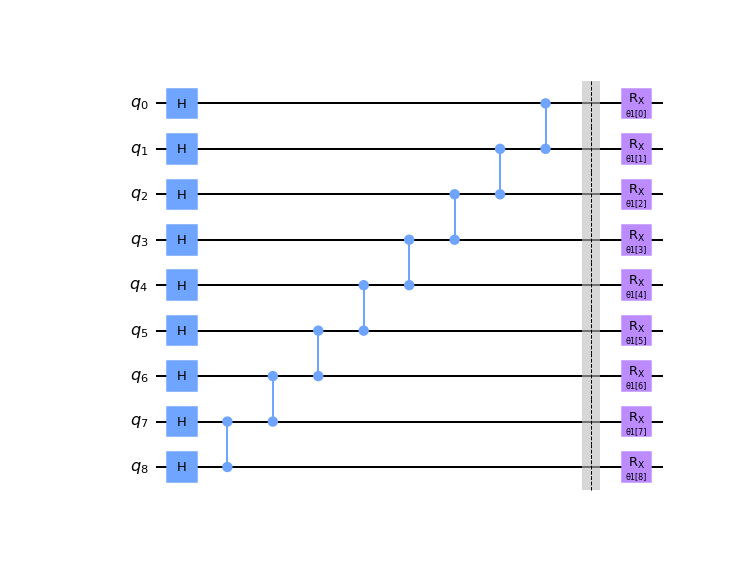 q0 H RX θ1[0]
q1 H RX θ1[1]
q2 H RX θ1[2]
q3 H RX θ1[3]
q4 H RX θ1[4]
q5 H RX θ1[5]
q6 H RX θ1[6]
q7 H RX θ1[7]
q8 H RX θ1[8]